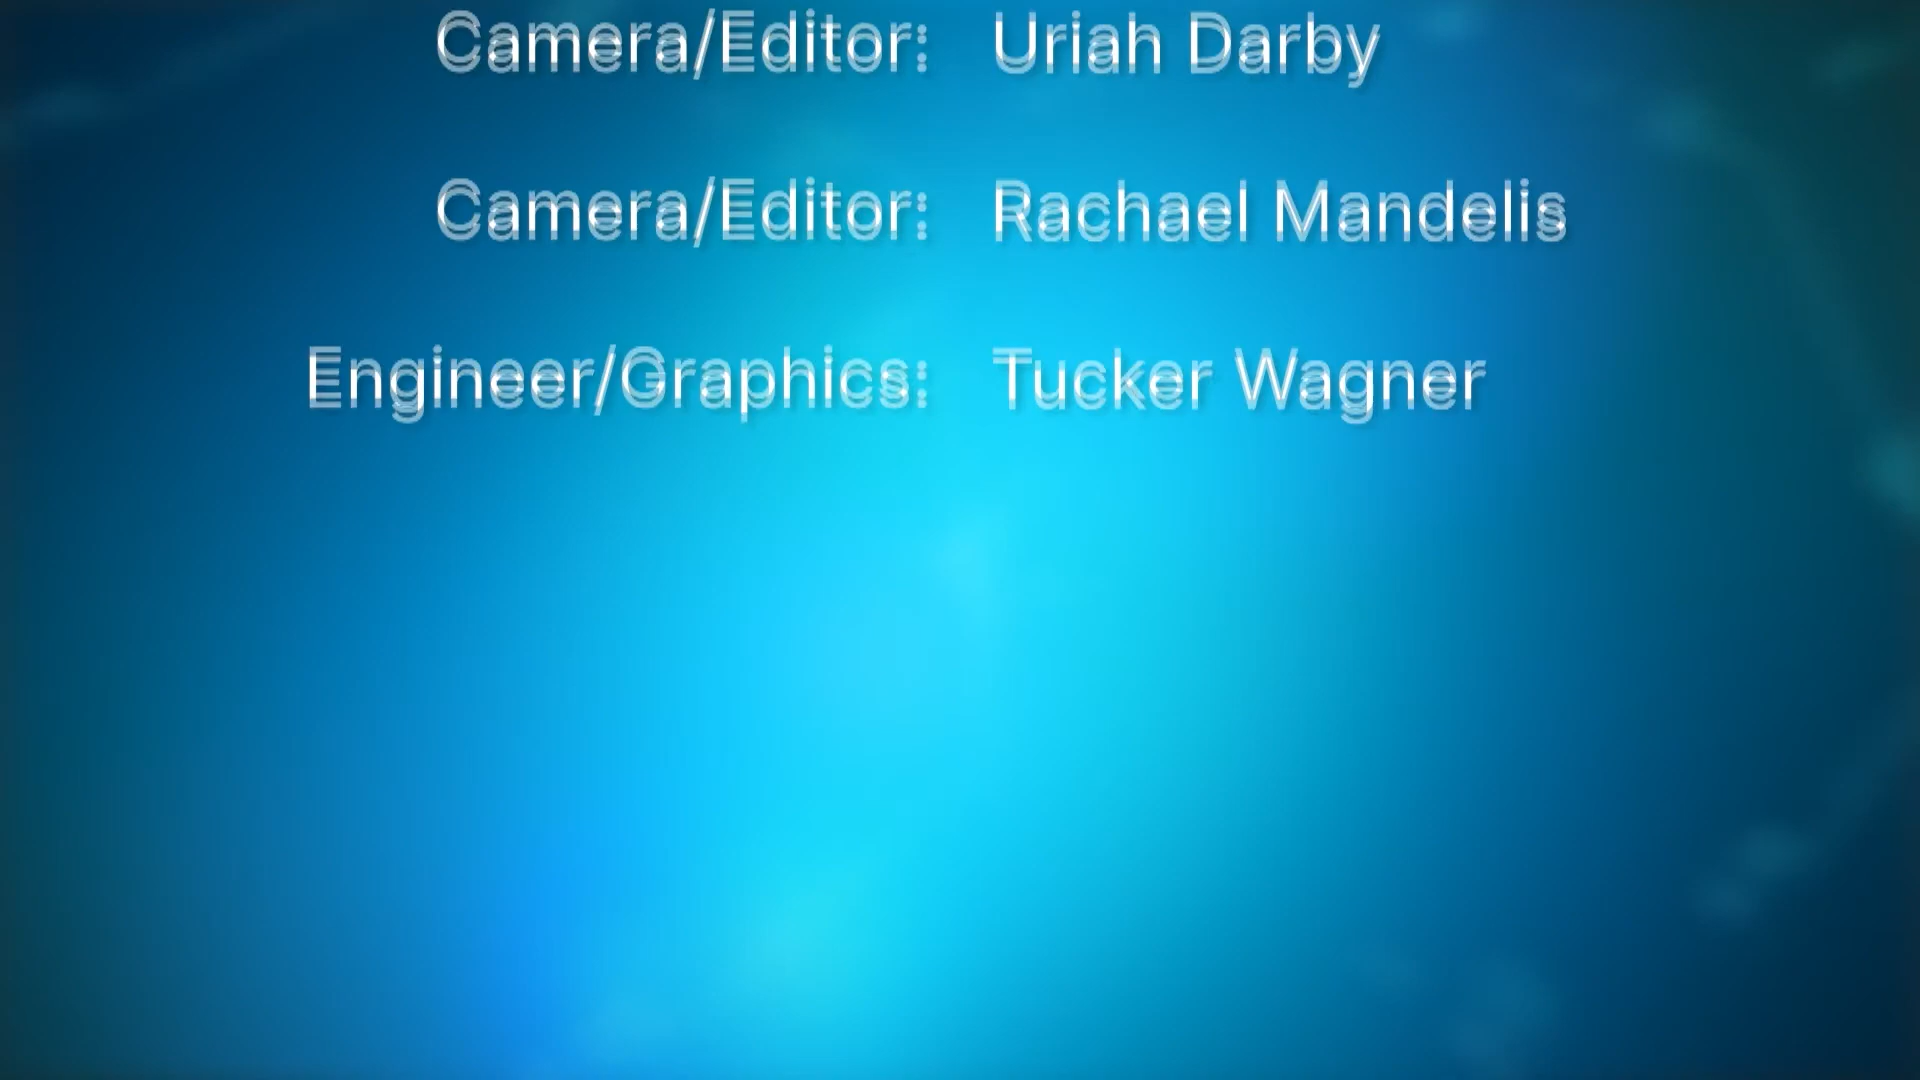 Camera/Editor: Uriah Darby
Camera/Editor: Rachael Mandelis
Engineer/Graphics: Tucker Wagner